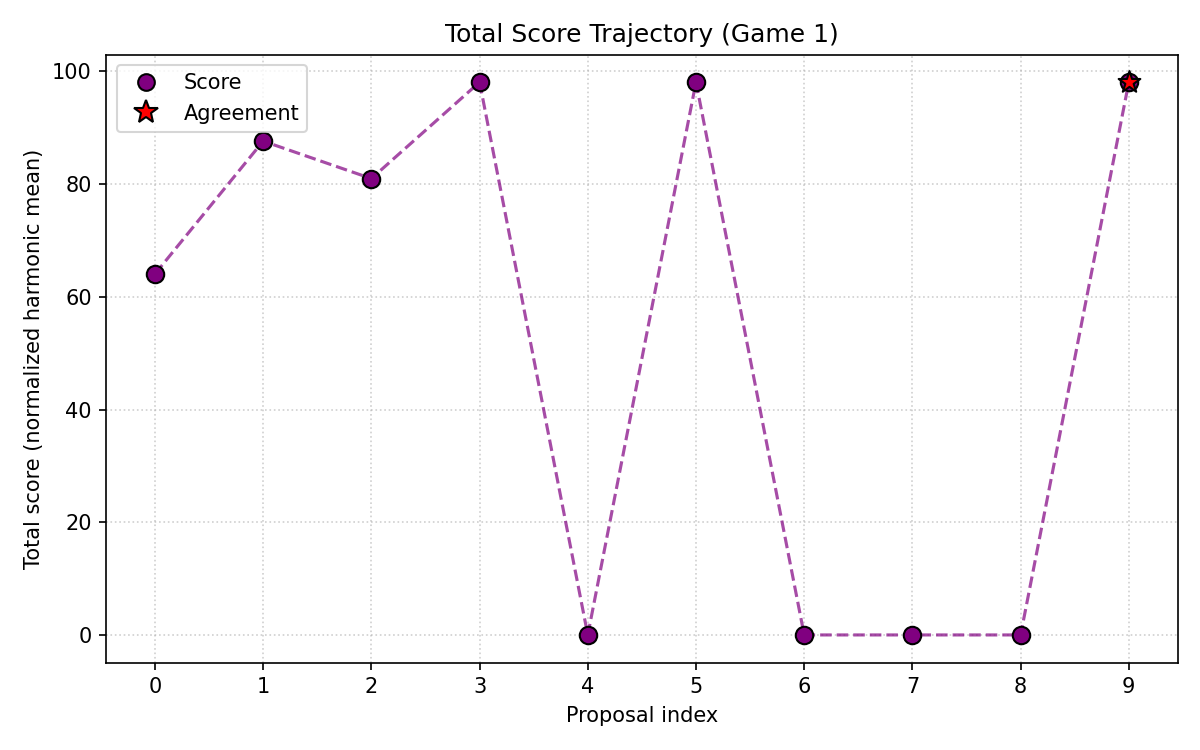 Total Score Trajectory (Game 1)
Score
Agreement
Total score (normalized harmonic mean)
100
80
60
40
20
0
0 1 2 3 4 5 6 7 8 9
Proposal index